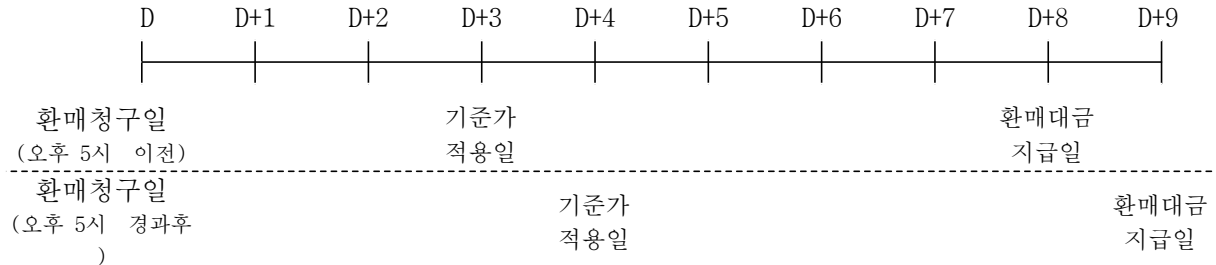 D D+1 D+2 D+3 D+4 D+5 D+6 D+7 D+8 D+9
환매청구일 기준가 환매대금
(오후 5시 이전) 적용일 지급일
환매청구일 기준가 환매대금
(오후 5시 경과후 적용일 지급일
)